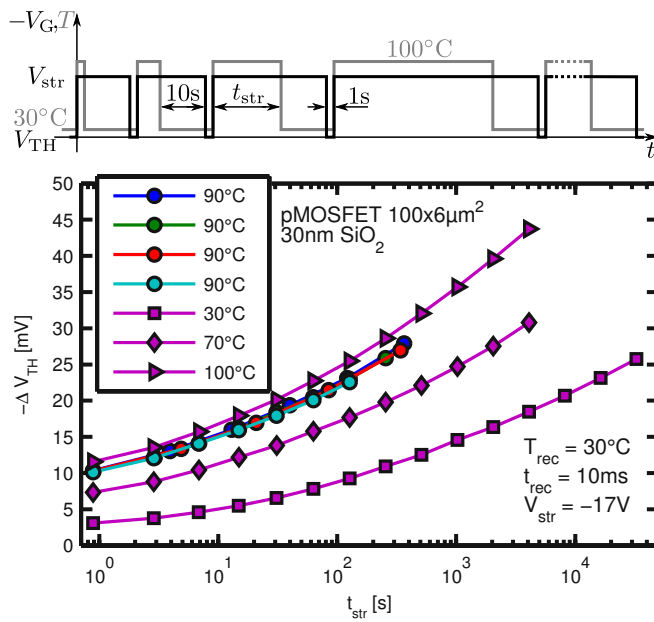 −V_G, T
100°C
V_str
10s
t_str
1s
30°C
V_TH
t
50
45
40
35
30
25
20
15
10
5
0
−Δ V_TH [mV]
90°C
90°C
90°C
90°C
30°C
70°C
100°C
pMOSFET 100x6µm²
30nm SiO₂
T_rec = 30°C
t_rec = 10ms
V_str = −17V
10⁰
10¹
10²
10³
10⁴
t_str [s]